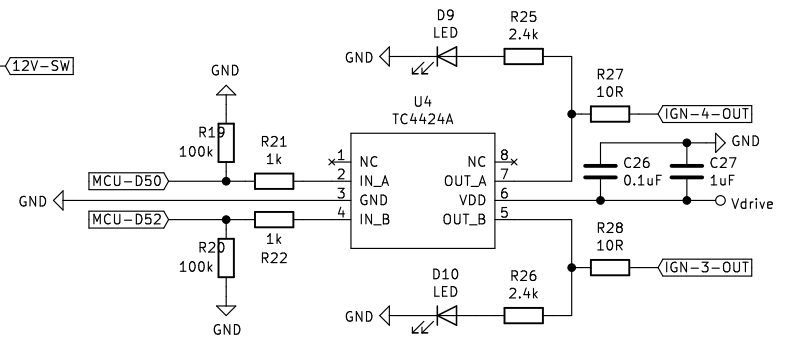 D9
LED
R25
2.4k
GND
12V-SW
GND
R27
10R
IGN-4-OUT
U4
TC4424A
R19
100k
R21
1k
1 NC
NC 8
GND
C26
0.1uF
C27
1uF
MCU-D50
2 IN_A
OUT_A 7
GND
3 GND
VDD 6
Vdrive
MCU-D52
4 IN_B
OUT_B 5
R20
100k
1k
R22
R28
10R
IGN-3-OUT
D10
LED
R26
2.4k
GND
GND